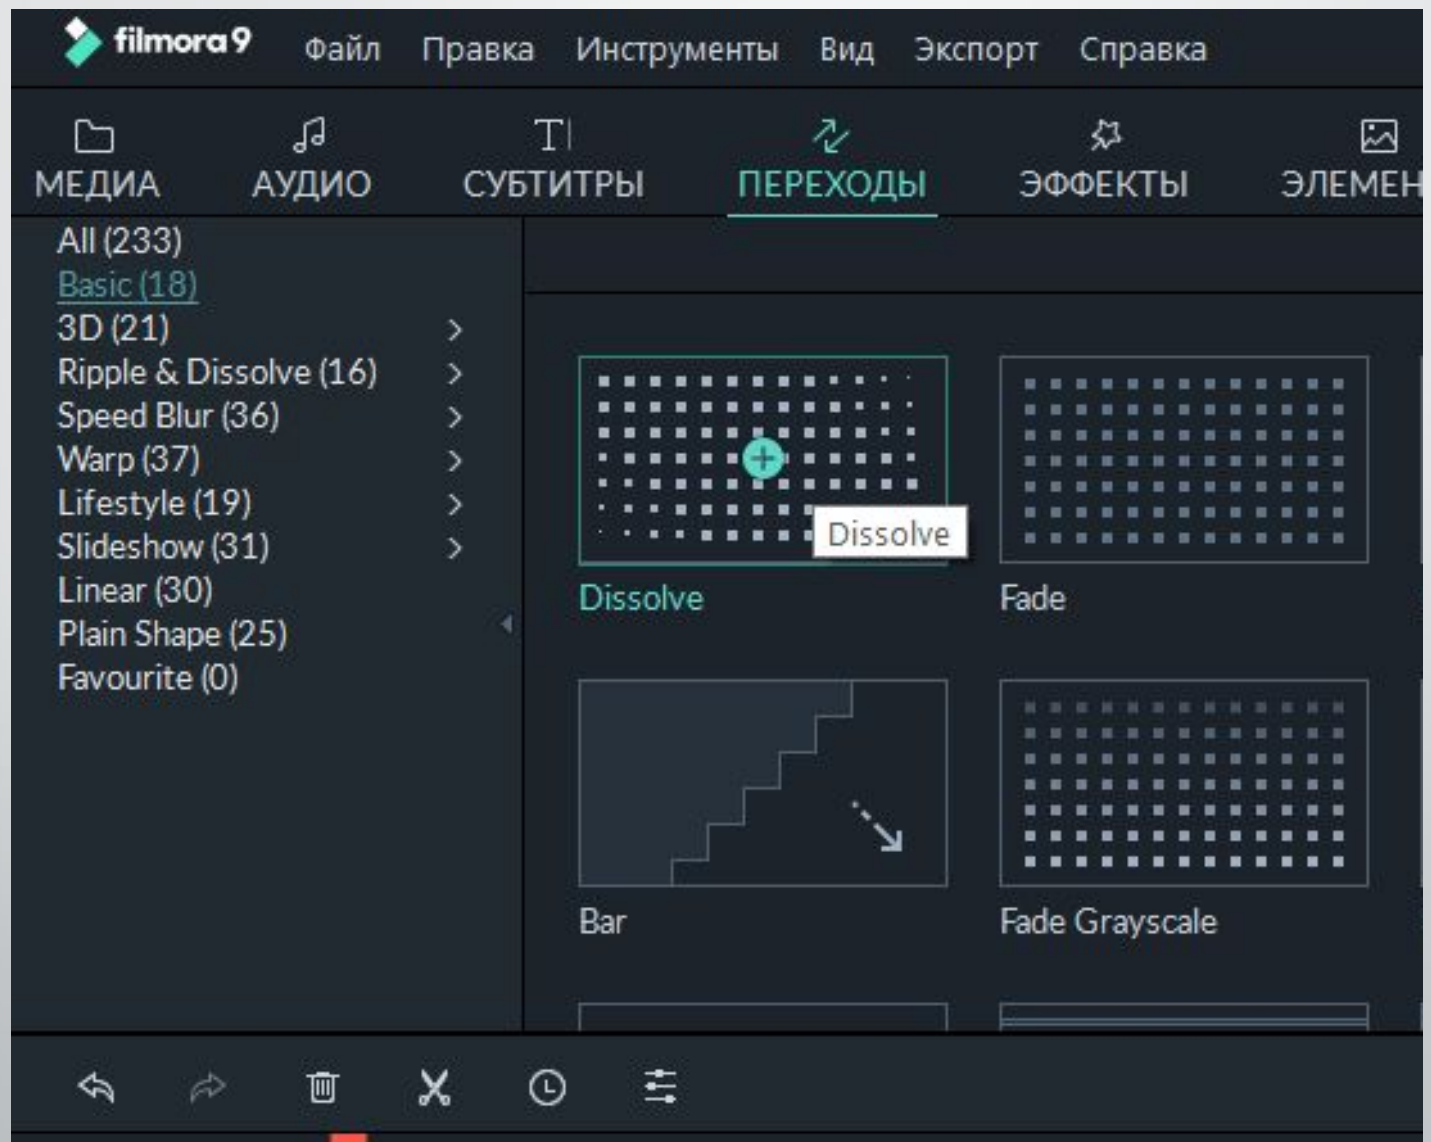 filmora9 Файл Правка Инструменты Вид Экспорт Справка
МЕДИА АУДИО СУБТИТРЫ ПЕРЕХОДЫ ЭФФЕКТЫ ЭЛЕМЕН
All (233)
Basic (18)
3D (21)
Ripple & Dissolve (16)
Speed Blur (36)
Warp (37)
Lifestyle (19)
Slideshow (31)
Linear (30)
Plain Shape (25)
Favourite (0)
Dissolve
Dissolve Fade
Bar Fade Grayscale